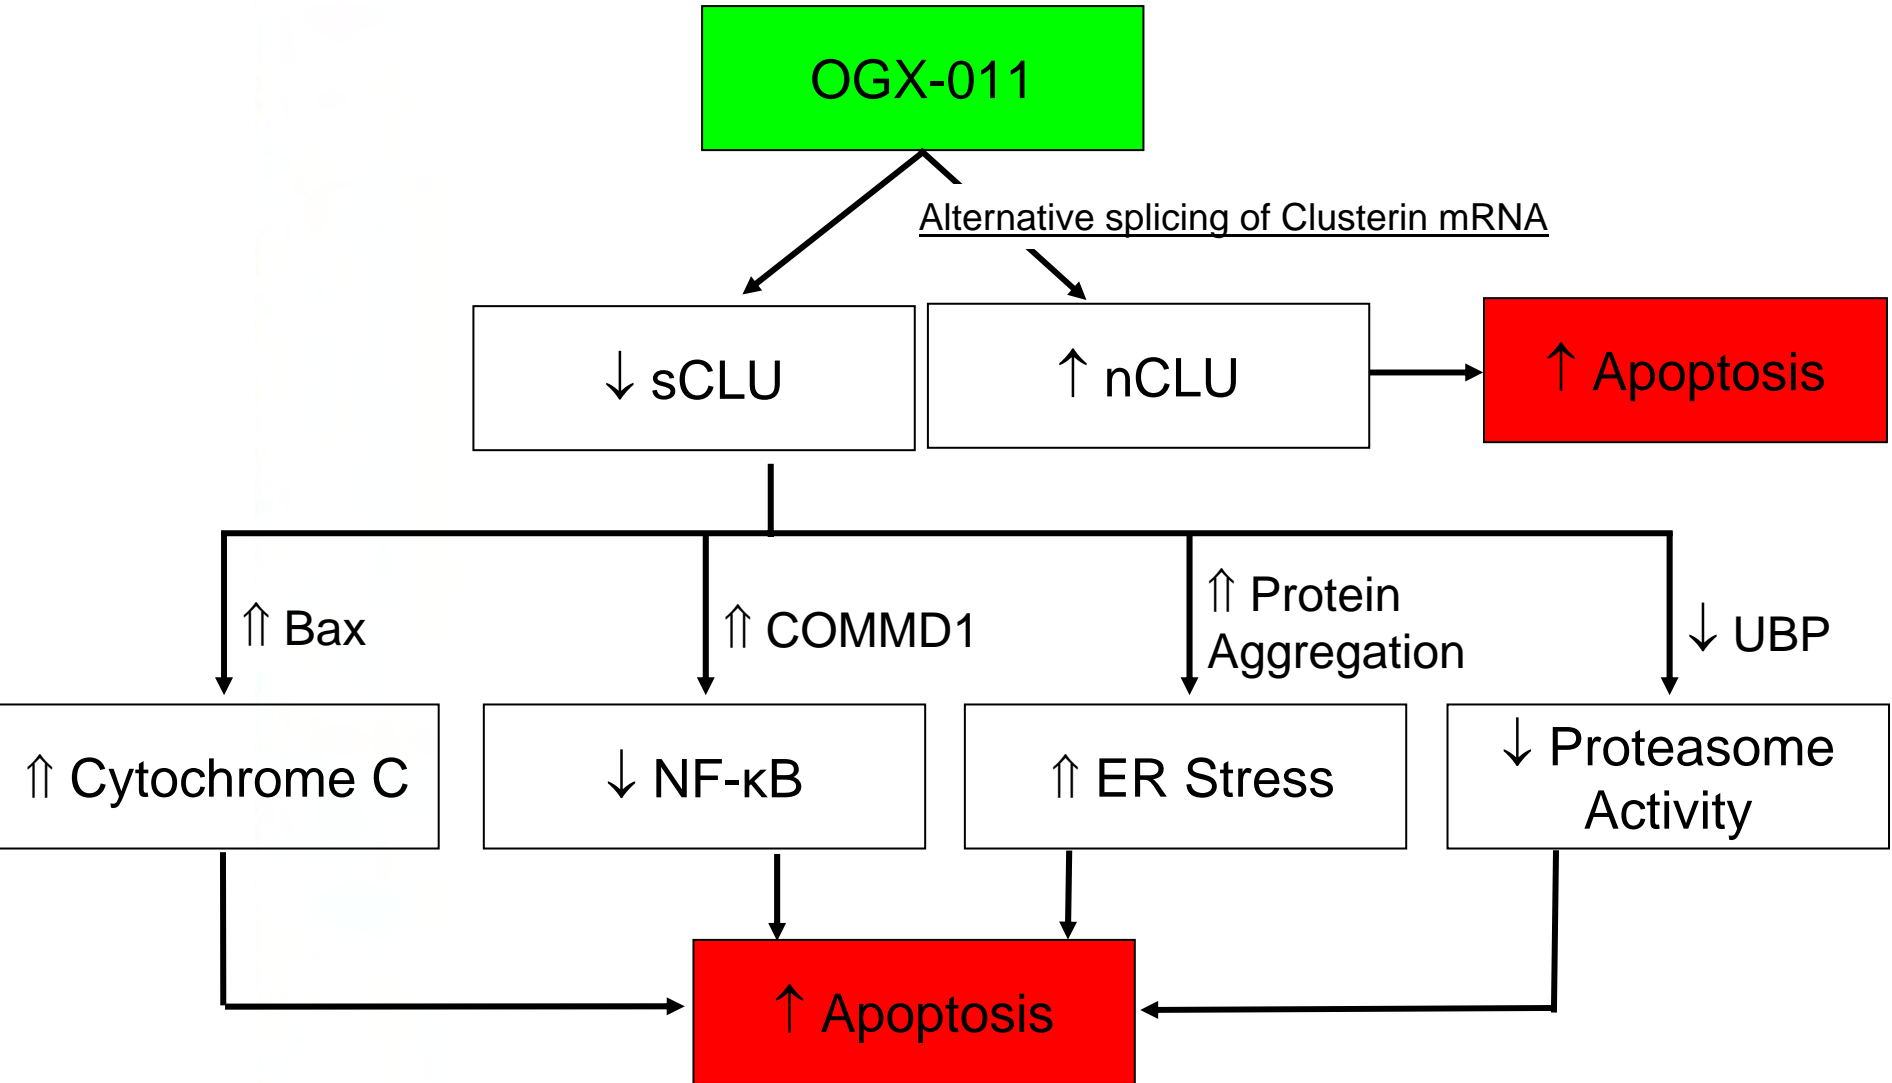 OGX-011
Alternative splicing of Clusterin mRNA
↓ sCLU
↑ nCLU
↑ Apoptosis
⇑ Bax
⇑ COMMD1
⇑ Protein
Aggregation
↓ UBP
⇑ Cytochrome C
↓ NF-κB
⇑ ER Stress
↓ Proteasome
Activity
↑ Apoptosis